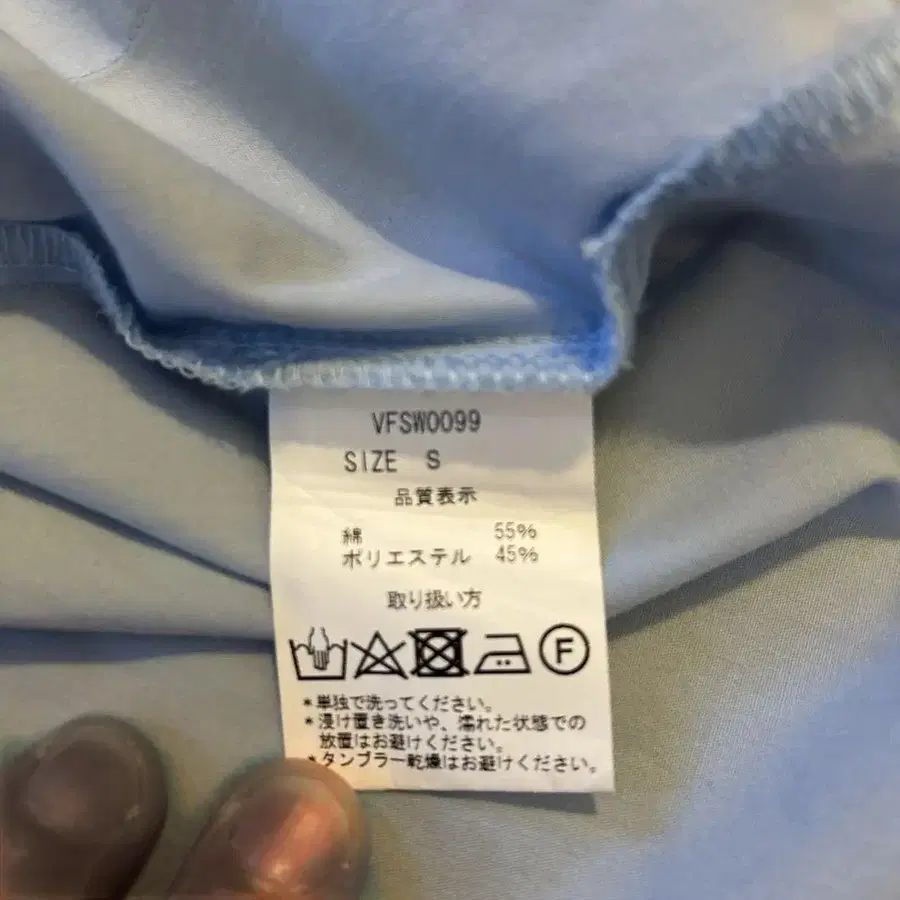 VFSW0099
SIZE S
品質表示
綿 55%
ポリエステル 45%
取り扱い方
F
*単独で洗ってください。
*浸け置き洗いや、濡れた状態での
放置はお避けください。
*タンブラー乾燥はお避けください。